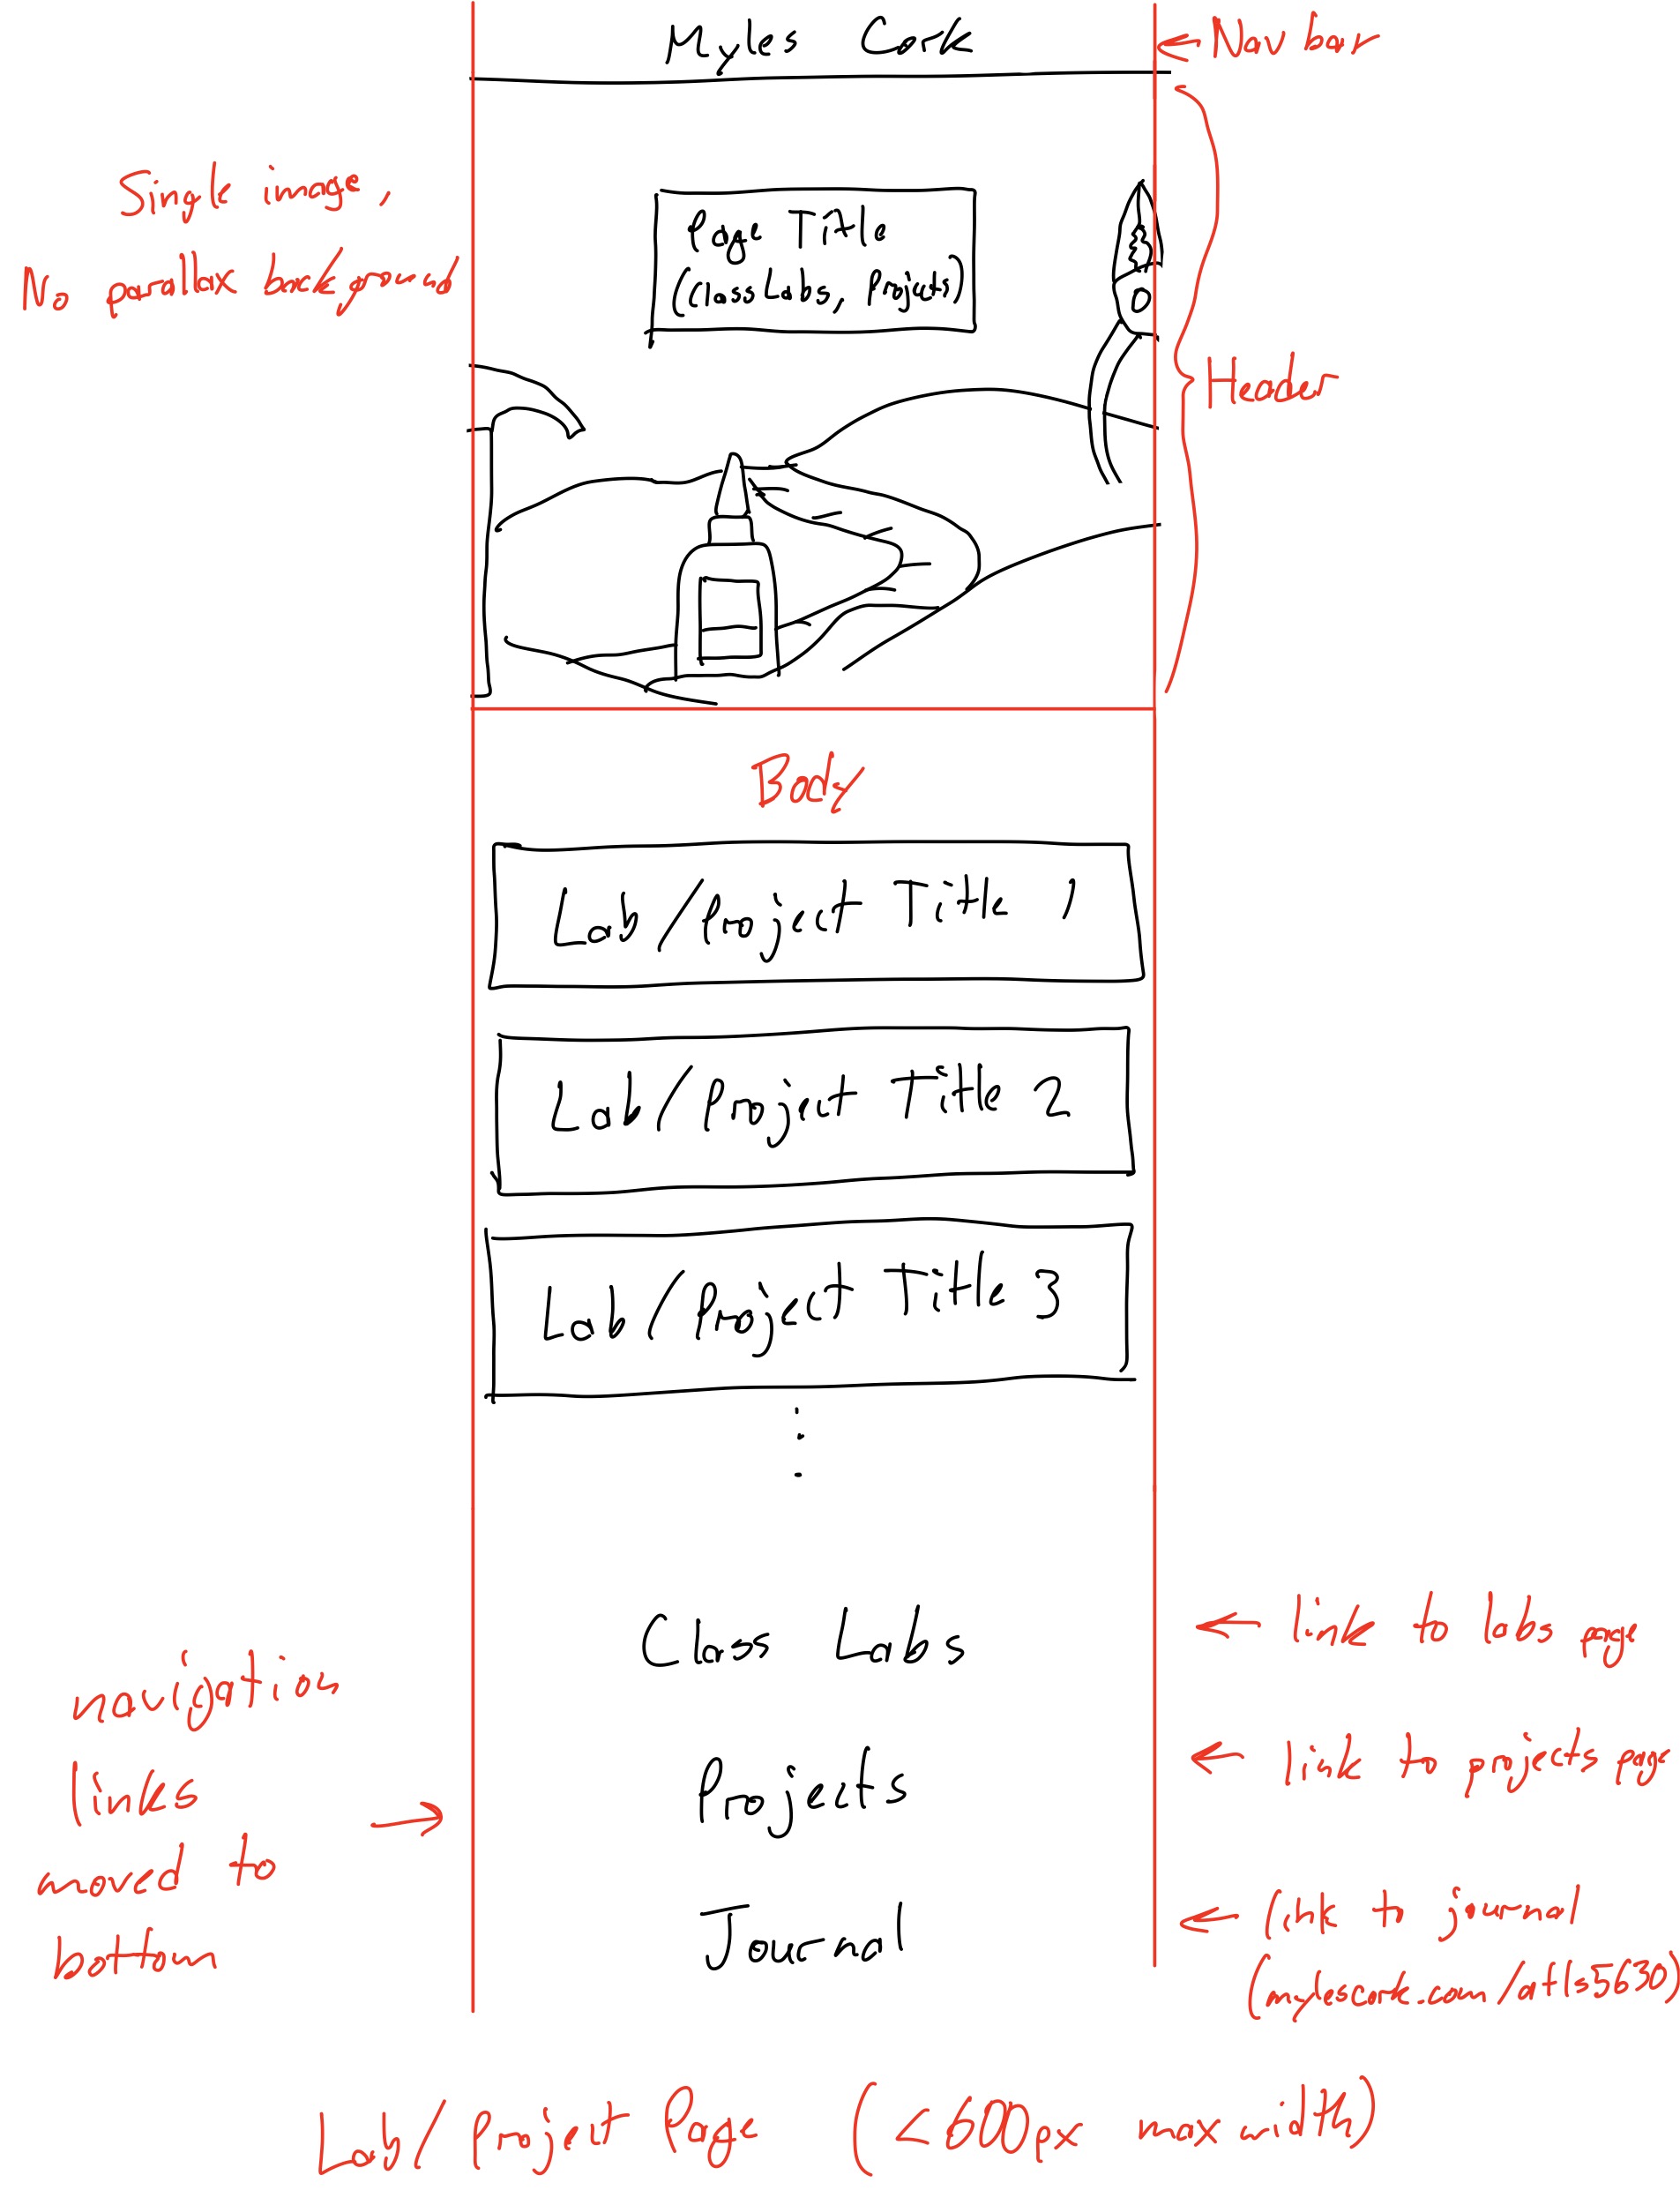 Myles Cork
← Nav bar
Single image,
No parallax background
Page Title
(Class Labs, Projects)
Header
Body
Lab/Project Title 1
Lab/Project Title 2
Lab/Project Title 3
Class Labs
← link to labs page
navigation
links
moved to
bottom
Projects
← link to projects page
Journal
← link to journal
(mylescork.com/atls5630)
Lab/Project Page (<600px max width)